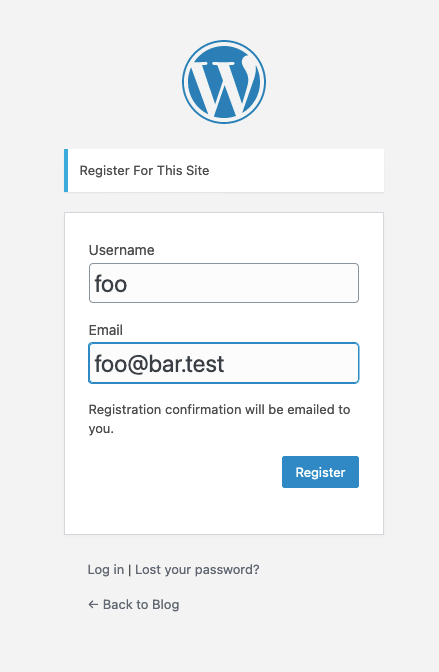 Register For This Site
Username
foo
Email
foo@bar.test
Registration confirmation will be emailed to
you.
Register
Log in | Lost your password?
← Back to Blog